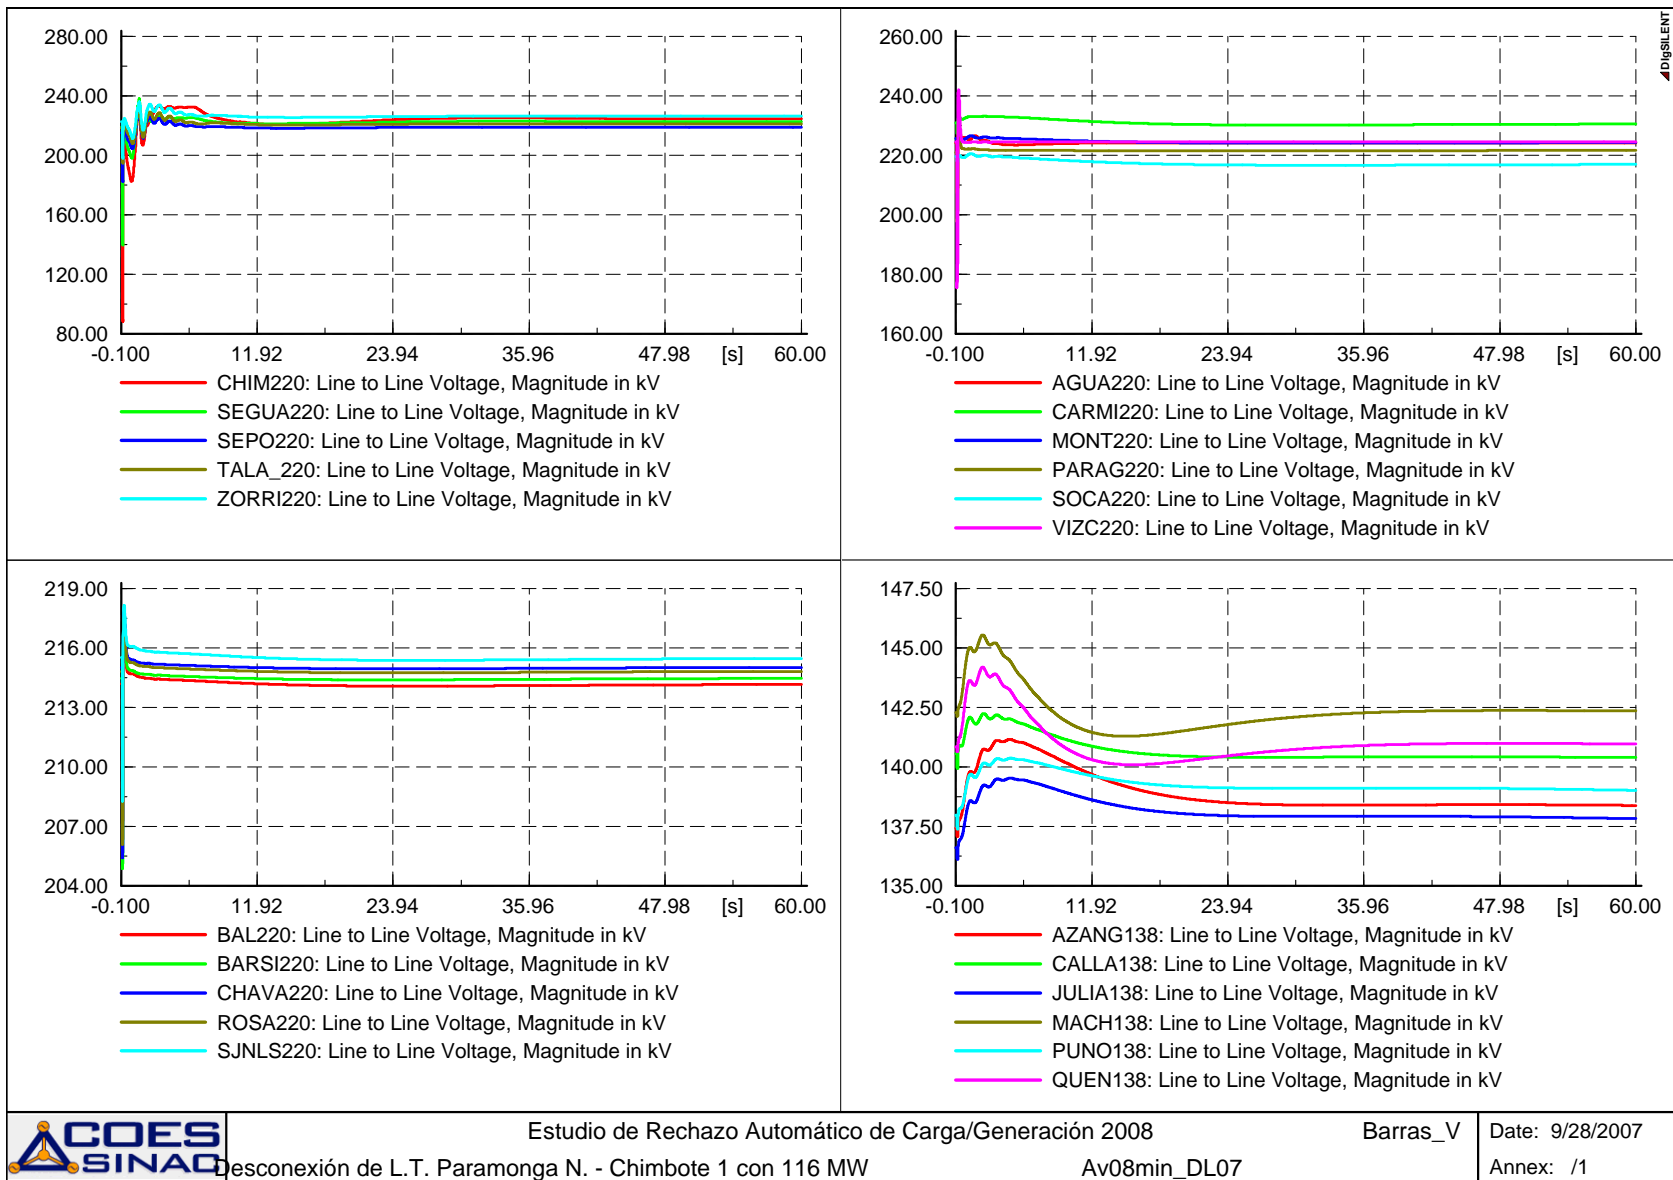 280.00
240.00
200.00
160.00
120.00
80.00
-0.100 11.92 23.94 35.96 47.98 [s] 60.00
CHIM220: Line to Line Voltage, Magnitude in kV
SEGUA220: Line to Line Voltage, Magnitude in kV
SEPO220: Line to Line Voltage, Magnitude in kV
TALA_220: Line to Line Voltage, Magnitude in kV
ZORRI220: Line to Line Voltage, Magnitude in kV
260.00
240.00
220.00
200.00
180.00
160.00
-0.100 11.92 23.94 35.96 47.98 [s] 60.00
AGUA220: Line to Line Voltage, Magnitude in kV
CARMI220: Line to Line Voltage, Magnitude in kV
MONT220: Line to Line Voltage, Magnitude in kV
PARAG220: Line to Line Voltage, Magnitude in kV
SOCA220: Line to Line Voltage, Magnitude in kV
VIZC220: Line to Line Voltage, Magnitude in kV
DIgSILENT
219.00
216.00
213.00
210.00
207.00
204.00
-0.100 11.92 23.94 35.96 47.98 [s] 60.00
BAL220: Line to Line Voltage, Magnitude in kV
BARSI220: Line to Line Voltage, Magnitude in kV
CHAVA220: Line to Line Voltage, Magnitude in kV
ROSA220: Line to Line Voltage, Magnitude in kV
SJNLS220: Line to Line Voltage, Magnitude in kV
147.50
145.00
142.50
140.00
137.50
135.00
-0.100 11.92 23.94 35.96 47.98 [s] 60.00
AZANG138: Line to Line Voltage, Magnitude in kV
CALLA138: Line to Line Voltage, Magnitude in kV
JULIA138: Line to Line Voltage, Magnitude in kV
MACH138: Line to Line Voltage, Magnitude in kV
PUNO138: Line to Line Voltage, Magnitude in kV
QUEN138: Line to Line Voltage, Magnitude in kV
COES
SINAC
Estudio de Rechazo Automático de Carga/Generación 2008 Barras_V
Desconexión de L.T. Paramonga N. - Chimbote 1 con 116 MW Av08min_DL07
Date: 9/28/2007
Annex: /1